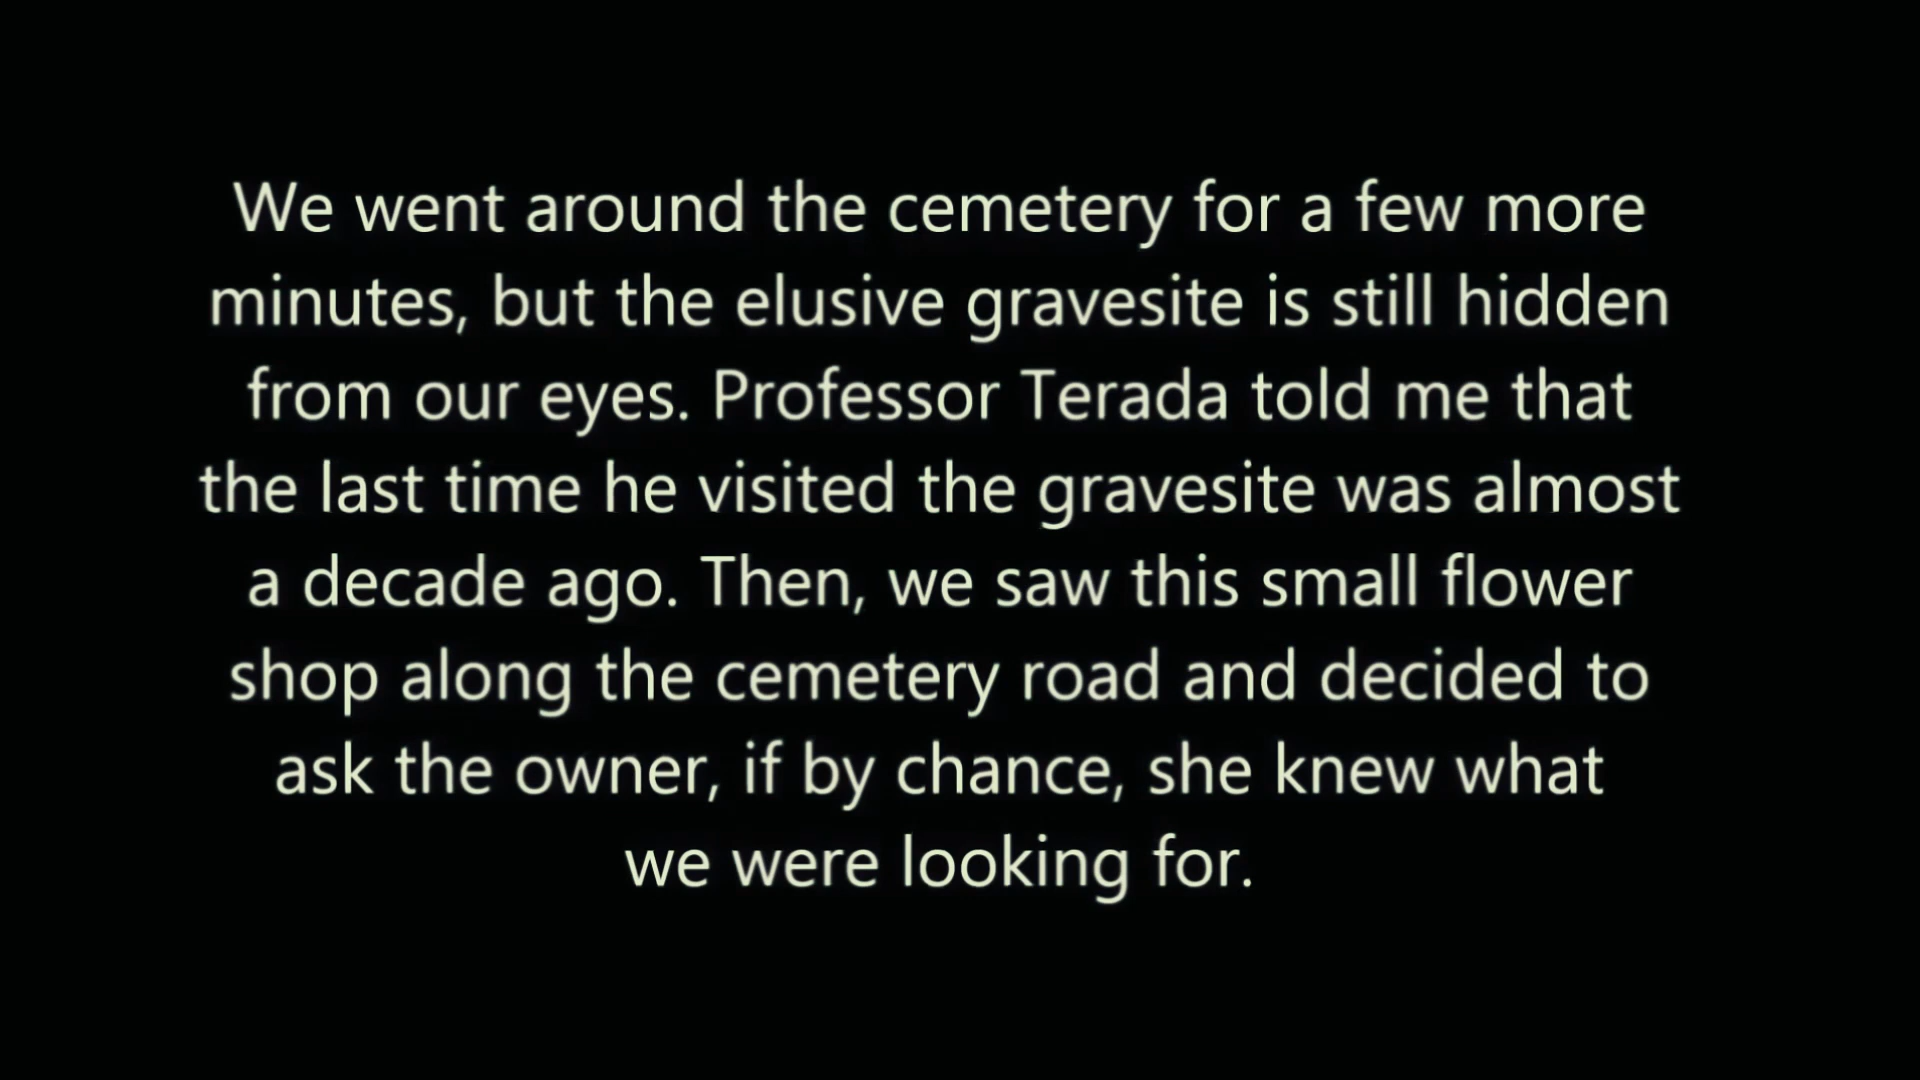 We went around the cemetery for a few more
minutes, but the elusive gravesite is still hidden
from our eyes. Professor Terada told me that
the last time he visited the gravesite was almost
a decade ago. Then, we saw this small flower
shop along the cemetery road and decided to
ask the owner, if by chance, she knew what
we were looking for.